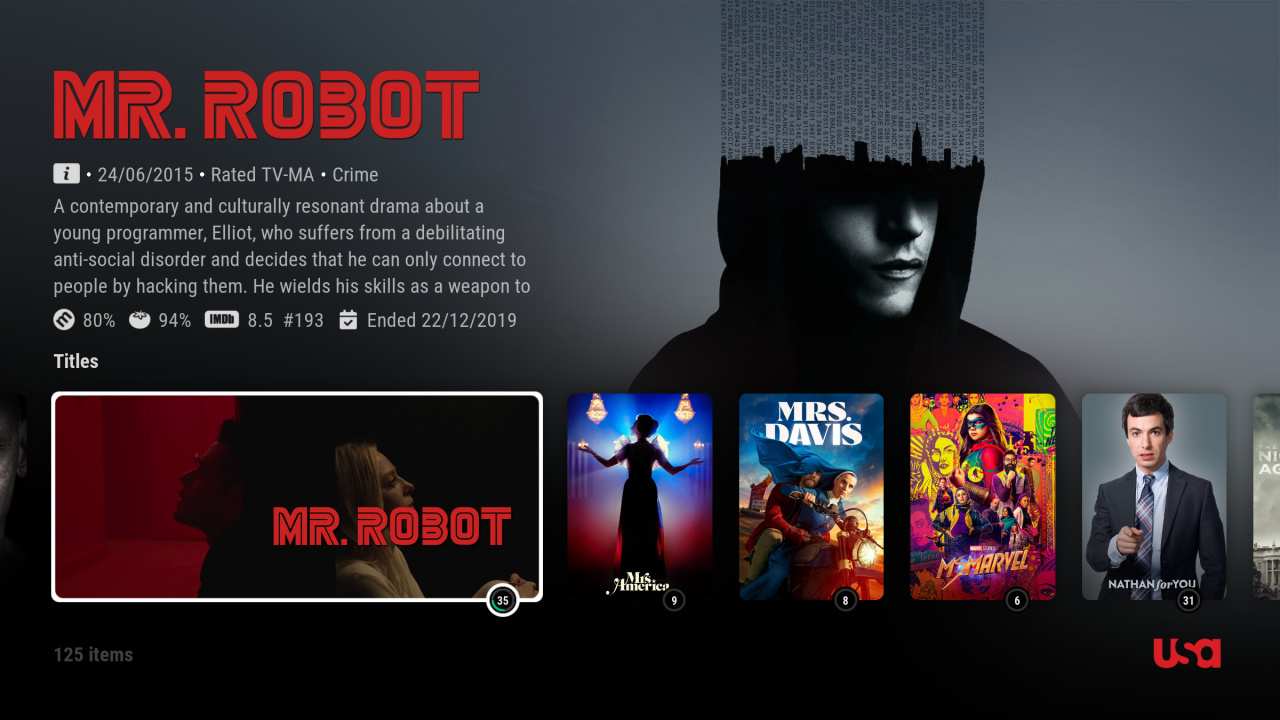 MR. ROBOT
i • 24/06/2015 • Rated TV-MA • Crime
A contemporary and culturally resonant drama about a
young programmer, Elliot, who suffers from a debilitating
anti-social disorder and decides that he can only connect to
people by hacking them. He wields his skills as a weapon to
80% 94% IMDb 8.5 #193 Ended 22/12/2019
Titles
MR. ROBOT
35
Mrs.
America
9
MRS.
DAVIS
8
MARVEL STUDIOS
MS. MARVEL
6
NATHAN for YOU
31
125 items
usa